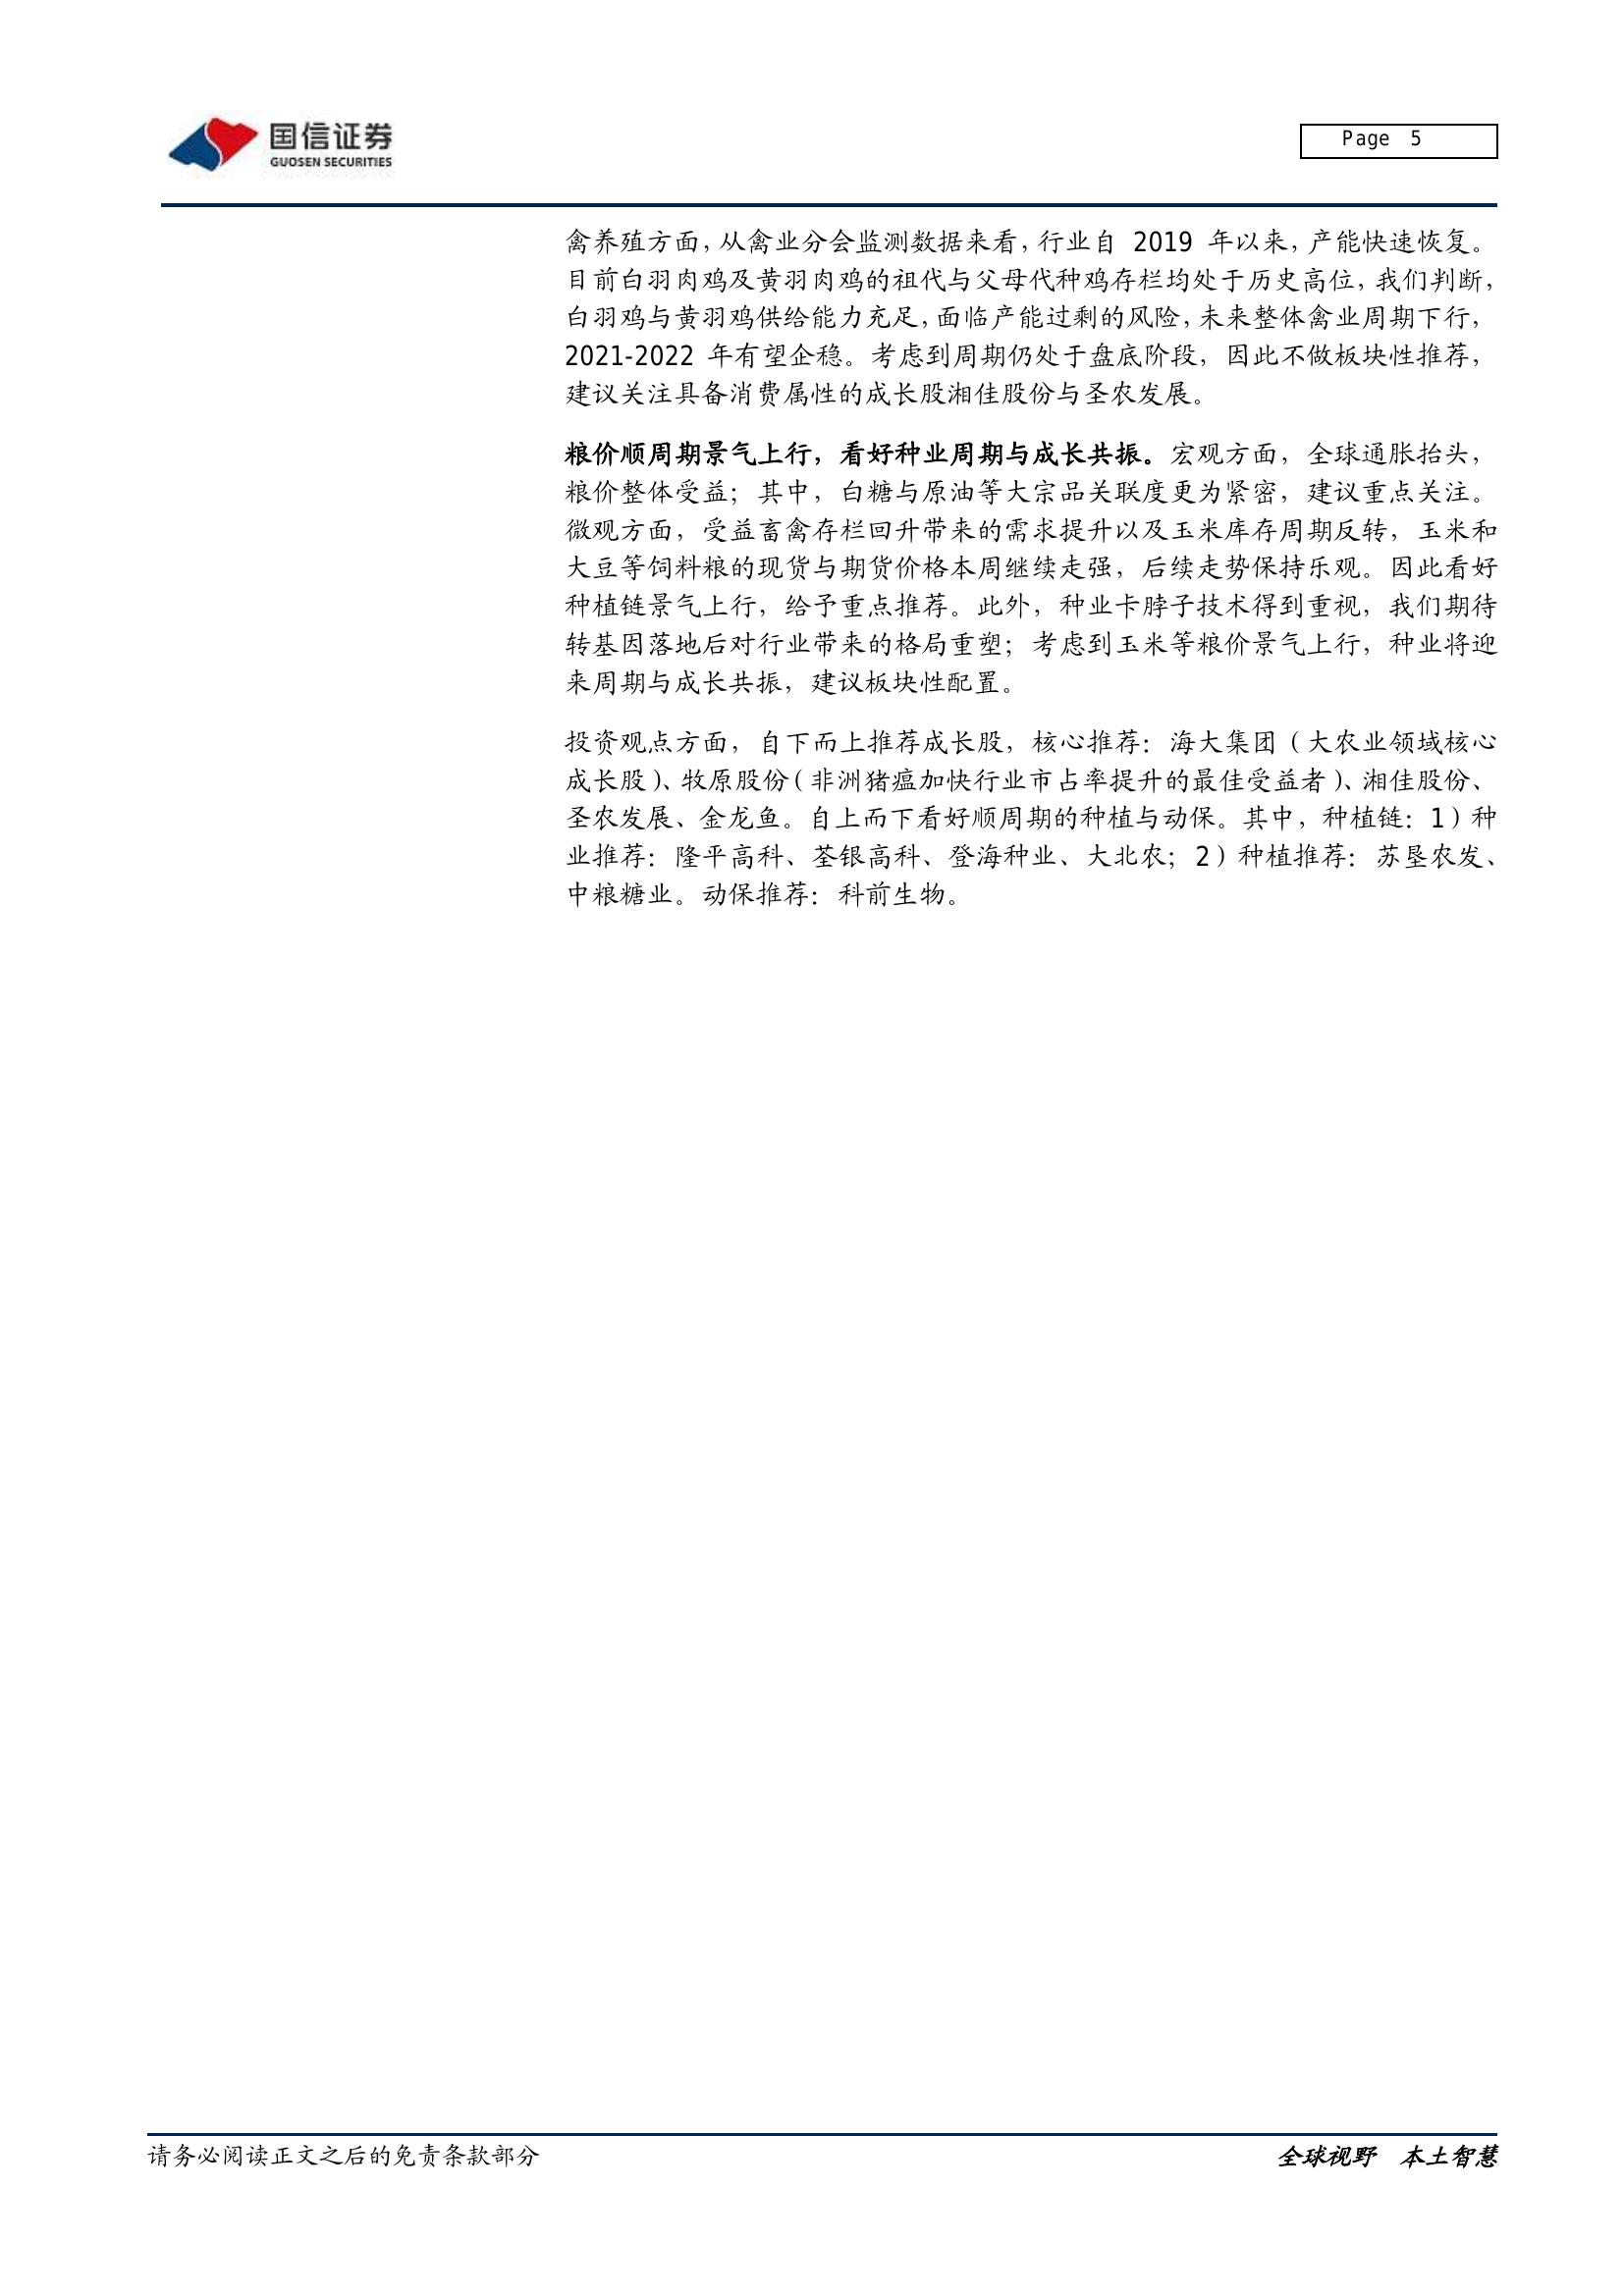 国信证券
GUOSEN SECURITIES
Page 5
禽养殖方面，从禽业分会监测数据来看，行业自 2019 年以来，产能快速恢复。
目前白羽肉鸡及黄羽肉鸡的祖代与父母代种鸡存栏均处于历史高位，我们判断，
白羽鸡与黄羽鸡供给能力充足，面临产能过剩的风险，未来整体禽业周期下行，
2021-2022 年有望企稳。考虑到周期仍处于盘底阶段，因此不做板块性推荐，
建议关注具备消费属性的成长股湘佳股份与圣农发展。
粮价顺周期景气上行，看好种业周期与成长共振。宏观方面，全球通胀抬头，
粮价整体受益；其中，白糖与原油等大宗品关联度更为紧密，建议重点关注。
微观方面，受益畜禽存栏回升带来的需求提升以及玉米库存周期反转，玉米和
大豆等饲料粮的现货与期货价格本周继续走强，后续走势保持乐观。因此看好
种植链景气上行，给予重点推荐。此外，种业卡脖子技术得到重视，我们期待
转基因落地后对行业带来的格局重塑；考虑到玉米等粮价景气上行，种业将迎
来周期与成长共振，建议板块性配置。
投资观点方面，自下而上推荐成长股，核心推荐：海大集团（大农业领域核心
成长股）、牧原股份（非洲猪瘟加快行业市占率提升的最佳受益者）、湘佳股份、
圣农发展、金龙鱼。自上而下看好顺周期的种植与动保。其中，种植链：1）种
业推荐：隆平高科、荃银高科、登海种业、大北农；2）种植推荐：苏垦农发、
中粮糖业。动保推荐：科前生物。
请务必阅读正文之后的免责条款部分
全球视野 本土智慧